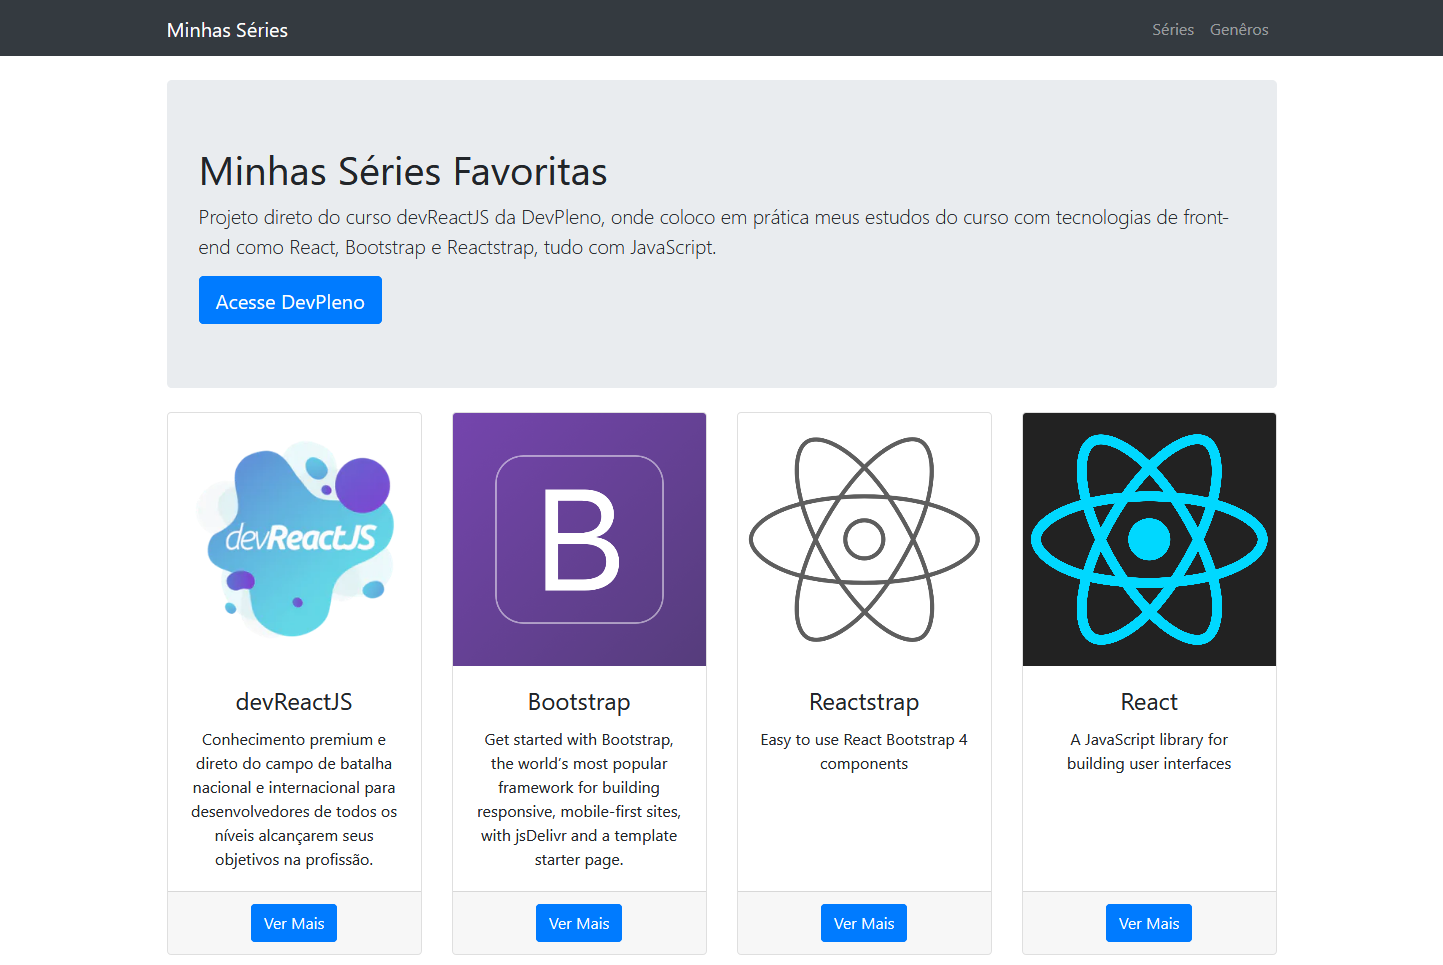 Minhas Séries
Séries
Genêros
Minhas Séries Favoritas
Projeto direto do curso devReactJS da DevPleno, onde coloco em prática meus estudos do curso com tecnologias de front-
end como React, Bootstrap e Reactstrap, tudo com JavaScript.
Acesse DevPleno
devReactJS
devReactJS
Conhecimento premium e
direto do campo de batalha
nacional e internacional para
desenvolvedores de todos os
níveis alcançarem seus
objetivos na profissão.
Ver Mais
B
Bootstrap
Get started with Bootstrap,
the world’s most popular
framework for building
responsive, mobile-first sites,
with jsDelivr and a template
starter page.
Ver Mais
Reactstrap
Easy to use React Bootstrap 4
components
Ver Mais
React
A JavaScript library for
building user interfaces
Ver Mais